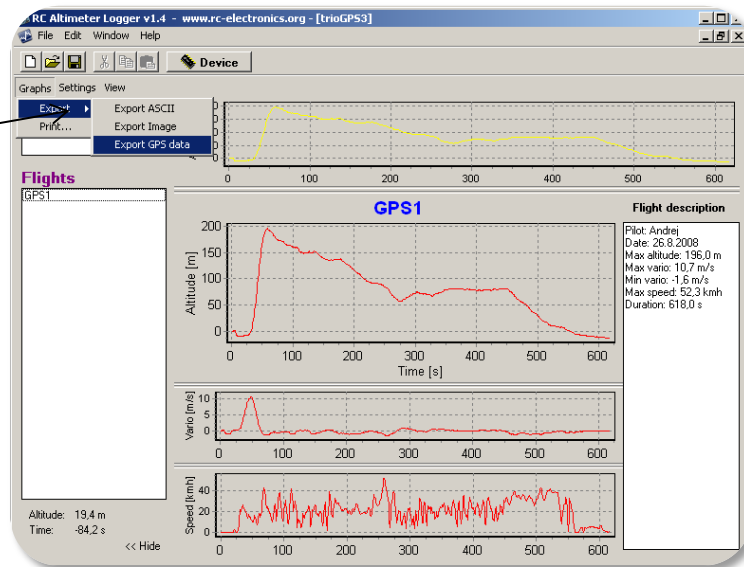 RC Altimeter Logger v1.4 - www.rc-electronics.org - [trioGPS3]
File Edit Window Help
Device
Graphs Settings View
Export
Print...
Export ASCII
Export Image
Export GPS data
0 100 200 300 400 500 600
Flights
GPS1
GPS1
Altitude [m]
200
150
100
50
0
0 100 200 300 400 500 600
Time [s]
Vario [m/s]
10
5
0
0 100 200 300 400 500 600
Speed [kmh]
40
20
0
0 100 200 300 400 500 600
Flight description
Pilot: Andrej
Date: 26.8.2008
Max altitude: 196,0 m
Max vario: 10,7 m/s
Min vario: -1,6 m/s
Max speed: 52,3 kmh
Duration: 618,0 s
Altitude: 19,4 m
Time: -84,2 s
<< Hide